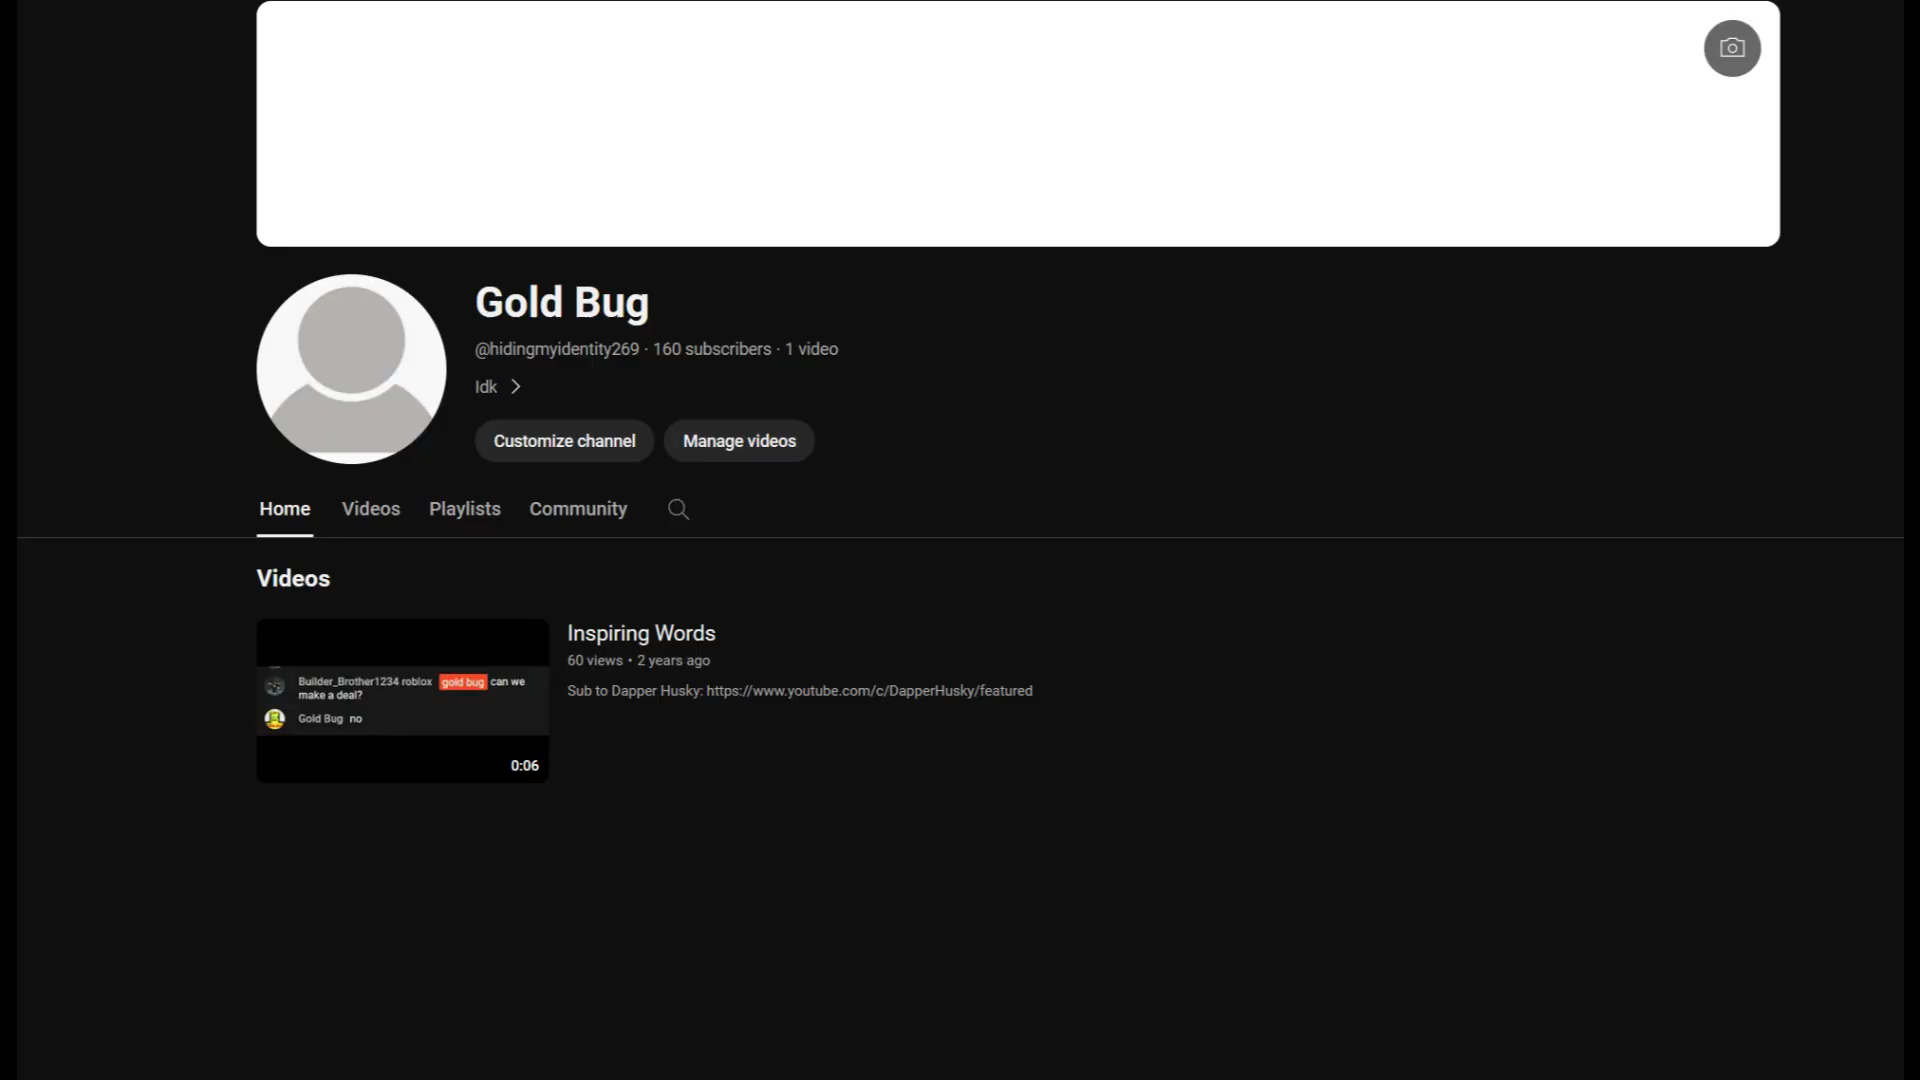 Gold Bug
@hidingmyidentity269 · 160 subscribers · 1 video
Idk
Customize channel
Manage videos
Home
Videos
Playlists
Community
Videos
Builder_Brother1234 roblox gold bug can we
make a deal?
Gold Bug no
0:06
Inspiring Words
60 views • 2 years ago
Sub to Dapper Husky: https://www.youtube.com/c/DapperHusky/featured